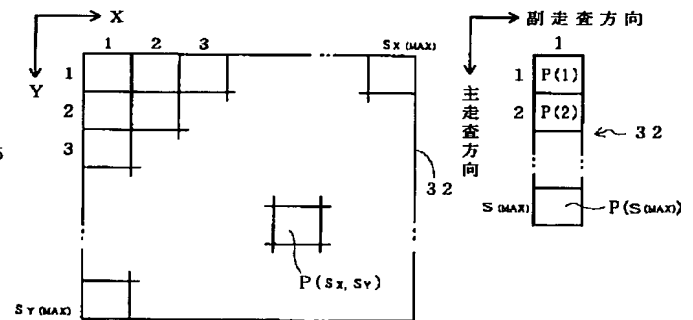 X
1 2 3 SX(MAX)
Y
1
2
3
32
P(SX, SY)
SY(MAX)
副走査方向
1
主走査方向
1 P(1)
2 P(2)
32
S(MAX) P(S(MAX))